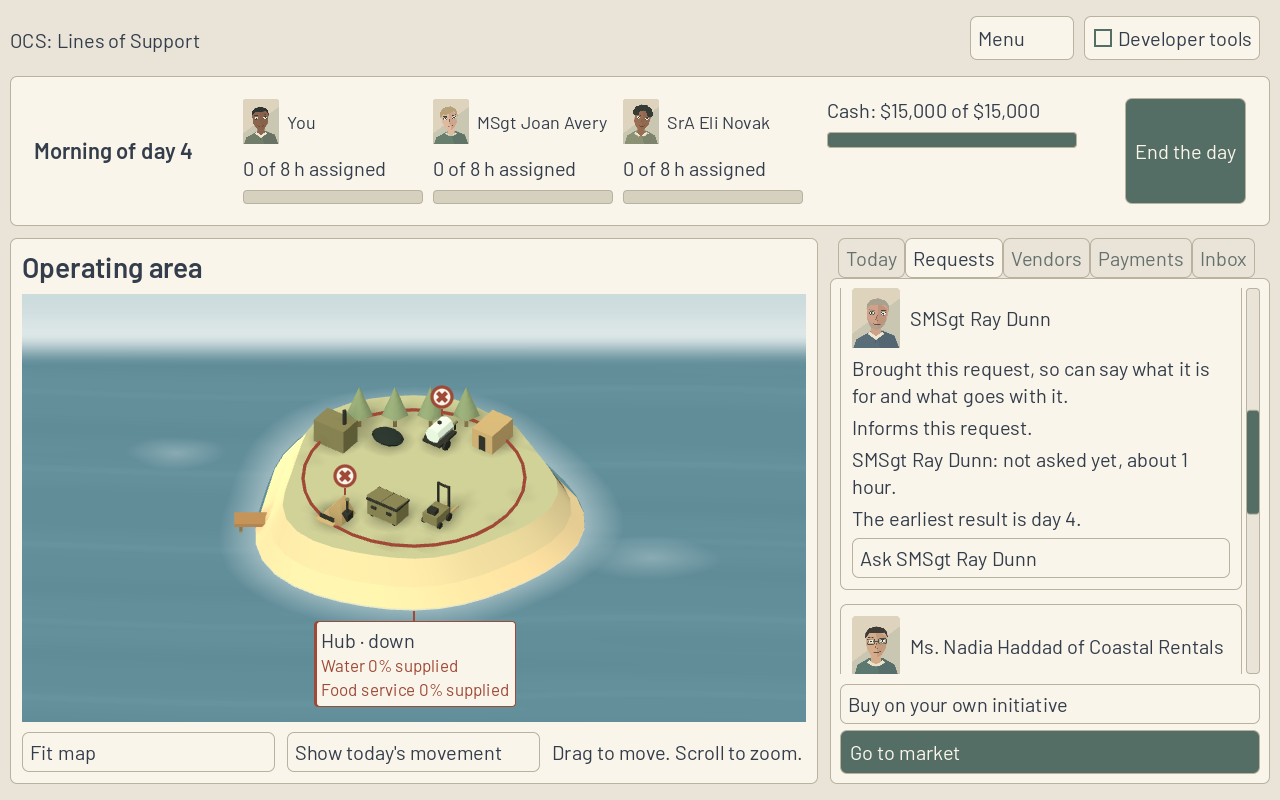 OCS: Lines of Support
Menu
Developer tools
Morning of day 4
You
0 of 8 h assigned
MSgt Joan Avery
0 of 8 h assigned
SrA Eli Novak
0 of 8 h assigned
Cash: $15,000 of $15,000
End the day
Operating area
Hub · down
Water 0% supplied
Food service 0% supplied
Fit map
Show today's movement
Drag to move. Scroll to zoom.
Today
Requests
Vendors
Payments
Inbox
SMSgt Ray Dunn
Brought this request, so can say what it is
for and what goes with it.
Informs this request.
SMSgt Ray Dunn: not asked yet, about 1
hour.
The earliest result is day 4.
Ask SMSgt Ray Dunn
Ms. Nadia Haddad of Coastal Rentals
Buy on your own initiative
Go to market